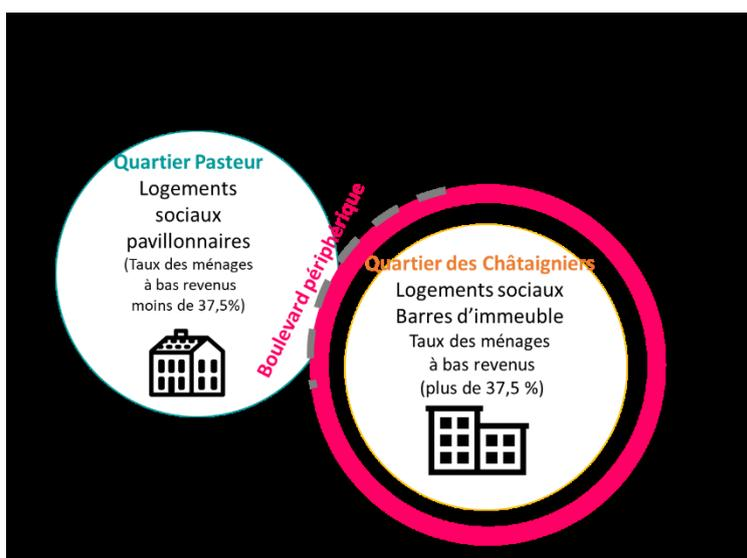 Quartier Pasteur
Logements
sociaux
pavillonnaires
(Taux des ménages
à bas revenus
moins de 37,5%)
Boulevard périphérique
Quartier des Châtaigniers
Logements sociaux
Barres d'immeuble
Taux des ménages
à bas revenus
(plus de 37,5 %)